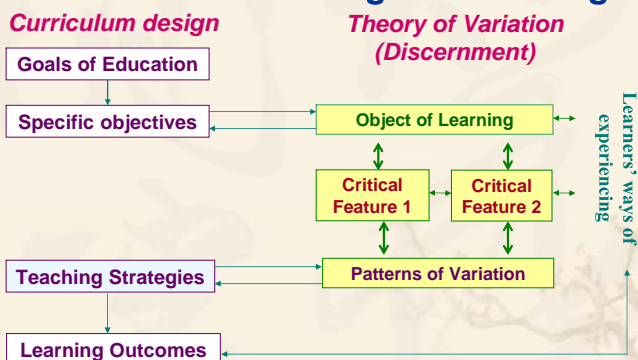 Curriculum design
Theory of Variation
(Discernment)
Goals of Education
Specific objectives
Object of Learning
Critical
Feature 1
Critical
Feature 2
Learners' ways of
experiencing
Teaching Strategies
Patterns of Variation
Learning Outcomes